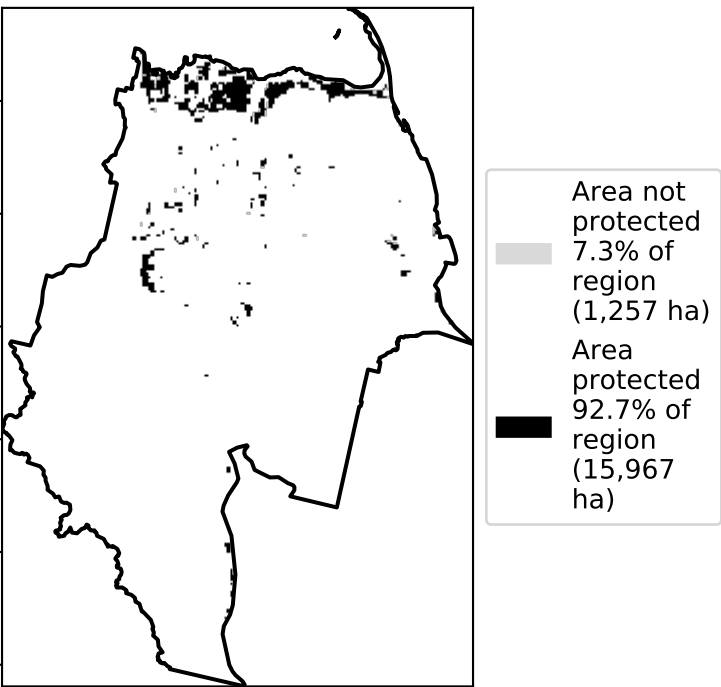 Area not
protected
7.3% of
region
(1,257 ha)
Area
protected
92.7% of
region
(15,967
ha)